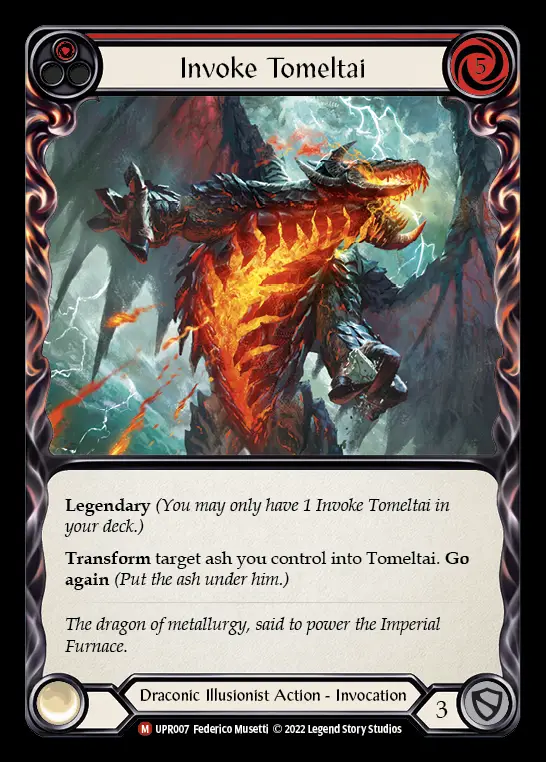 Invoke Tomeltai
5
Legendary (You may only have 1 Invoke Tomeltai in
your deck.)
Transform target ash you control into Tomeltai. Go
again (Put the ash under him.)
The dragon of metallurgy, said to power the Imperial
Furnace.
Draconic Illusionist Action - Invocation
3
M UPR007 Federico Musetti © 2022 Legend Story Studios